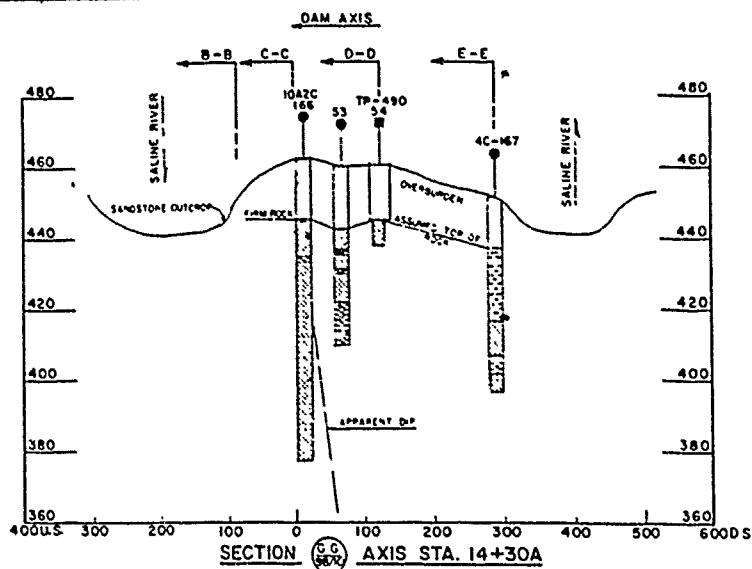 DAM AXIS
B-B
C-C
D-D
E-E
480
480
SALINE RIVER
10A2C
166
53
TP-490
54
4C-167
SALINE RIVER
460
460
SANDSTONE OUTCROP
FIRM ROCK
OVERBURDEN
ASSUMED TOP OF
ROCK
440
440
420
420
400
400
APPARENT DIP
380
380
360
360
400 U.S. 300 200 100 0 100 200 300 400 500 600 D S
SECTION G G AXIS STA. 14+30A